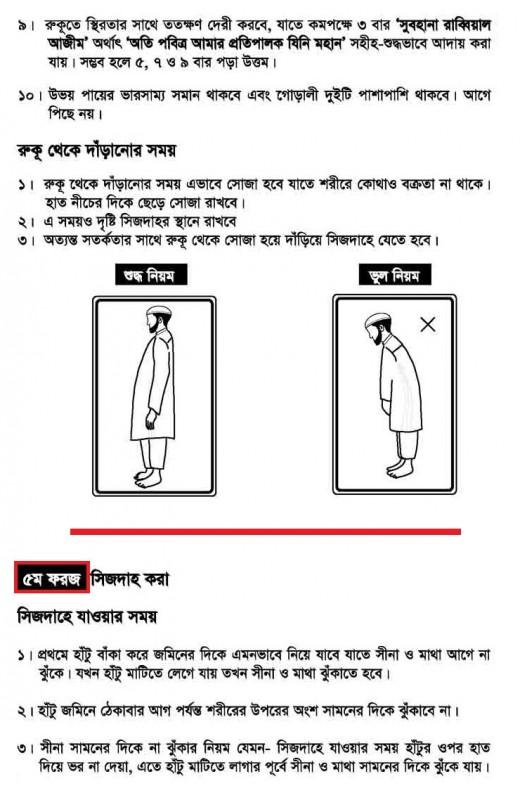 ৯। রুকুতে স্থিরতার সাথে ততক্ষণ দেরী করবে, যাতে কমপক্ষে ৩ বার ‘সুবহানা রাব্বিয়াল
আজীম’ অর্থাৎ ‘অতি পবিত্র আমার প্রতিপালক যিনি মহান’ সহীহ-শুদ্ধভাবে আদায় করা
যায়। সম্ভব হলে ৫, ৭ ও ৯ বার পড়া উত্তম।
১০। উভয় পায়ের ভারসাম্য সমান থাকবে এবং গোড়ালী দুইটি পাশাপাশি থাকবে। আগে
পিছে নয়।
রুকূ থেকে দাঁড়ানোর সময়
১। রুকূ থেকে দাঁড়ানোর সময় এভাবে সোজা হবে যাতে শরীরে কোথাও বক্রতা না থাকে।
হাত নীচের দিকে ছেড়ে সোজা রাখবে।
২। এ সময়ও দৃষ্টি সিজদাহর স্থানে রাখবে
৩। অত্যন্ত সতর্কতার সাথে রুকূ থেকে সোজা হয়ে দাঁড়িয়ে সিজদাহে যেতে হবে।
শুদ্ধ নিয়ম
ভূল নিয়ম
৫ম ফরজ সিজদাহ করা
সিজদাহে যাওয়ার সময়
১। প্রথমে হাঁটু বাঁকা করে জমিনের দিকে এমনভাবে নিয়ে যাবে যাতে সীনা ও মাথা আগে না
ঝুঁকে। যখন হাঁটু মাটিতে লেগে যায় তখন সীনা ও মাথা ঝুঁকাতে হবে।
২। হাঁটু জমিনে ঠেকাবার আগ পর্যন্ত শরীরের উপরের অংশ সামনের দিকে ঝুঁকাবে না।
৩। সীনা সামনের দিকে না ঝুঁকার নিয়ম যেমন- সিজদাহে যাওয়ার সময় হাঁটুর ওপর হাত
দিয়ে ভর না দেয়া, এতে হাঁটু মাটিতে লাগার পূর্বে সীনা ও মাথা সামনের দিকে ঝুঁকে যায়।